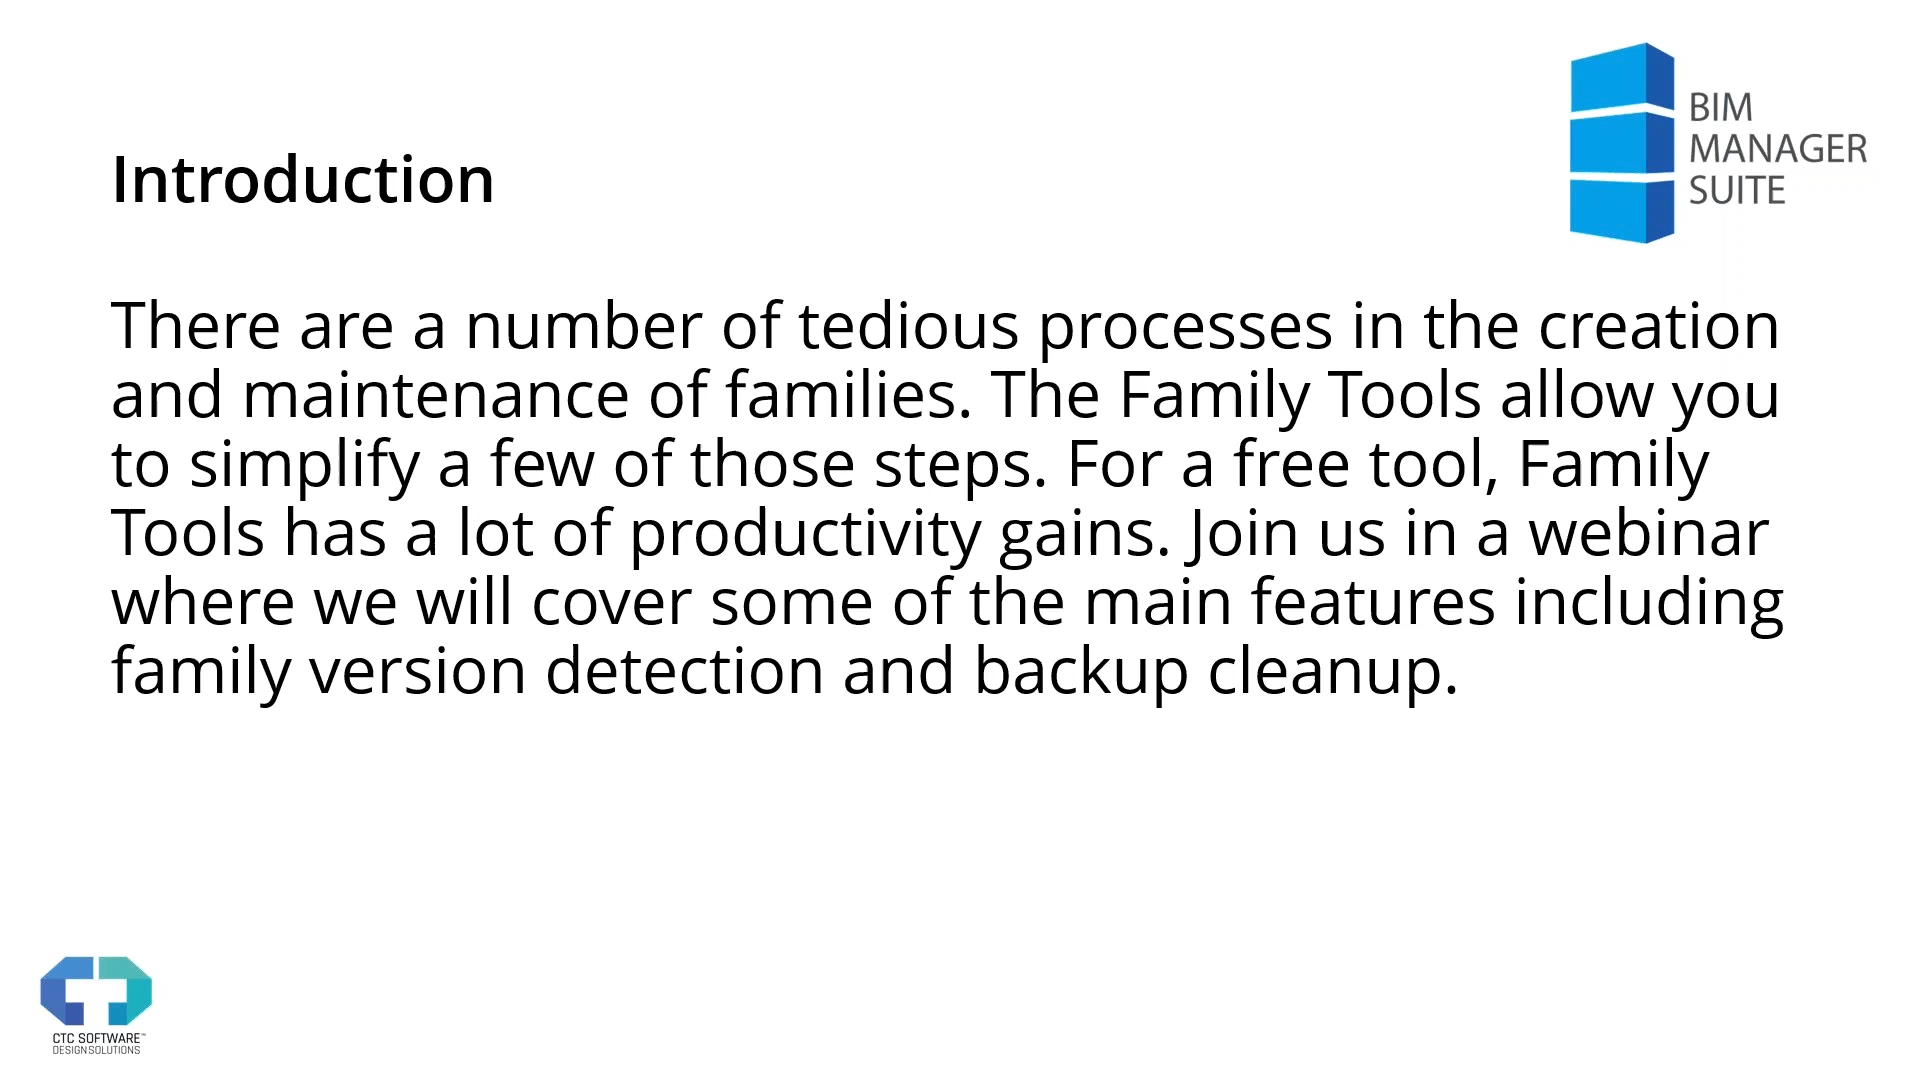 BIM
MANAGER
SUITE
Introduction
There are a number of tedious processes in the creation
and maintenance of families. The Family Tools allow you
to simplify a few of those steps. For a free tool, Family
Tools has a lot of productivity gains. Join us in a webinar
where we will cover some of the main features including
family version detection and backup cleanup.
CTC SOFTWARE™
DESIGN SOLUTIONS